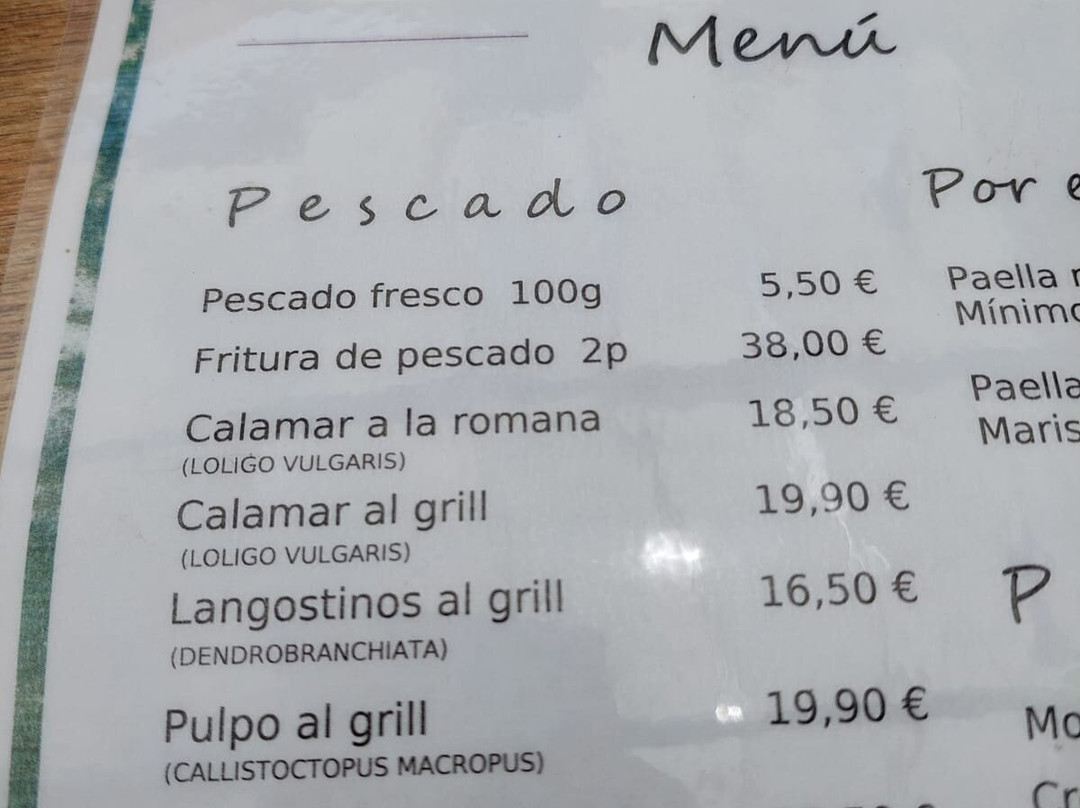 Menú
Pescado
Pescado fresco 100g 5,50 €
Fritura de pescado 2p 38,00 €
Calamar a la romana 18,50 €
(LOLIGO VULGARIS)
Calamar al grill 19,90 €
(LOLIGO VULGARIS)
Langostinos al grill 16,50 €
(DENDROBRANCHIATA)
Pulpo al grill 19,90 €
(CALLISTOCTOPUS MACROPUS)
Por
Paella
Paella